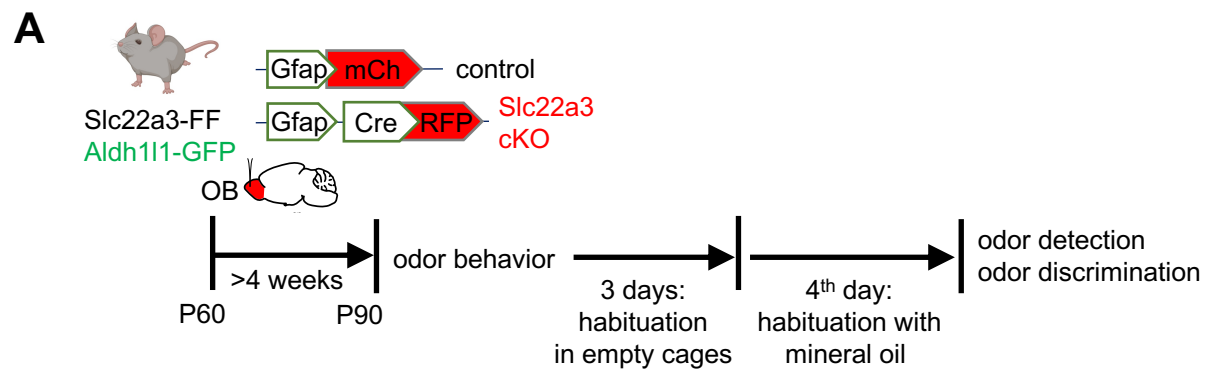 A
Gfap mCh control
Gfap Cre RFP Slc22a3
cKO
Slc22a3-FF
Aldh1l1-GFP
OB
>4 weeks
P60
P90
odor behavior
3 days:
habituation
in empty cages
4th day:
habituation with
mineral oil
odor detection
odor discrimination